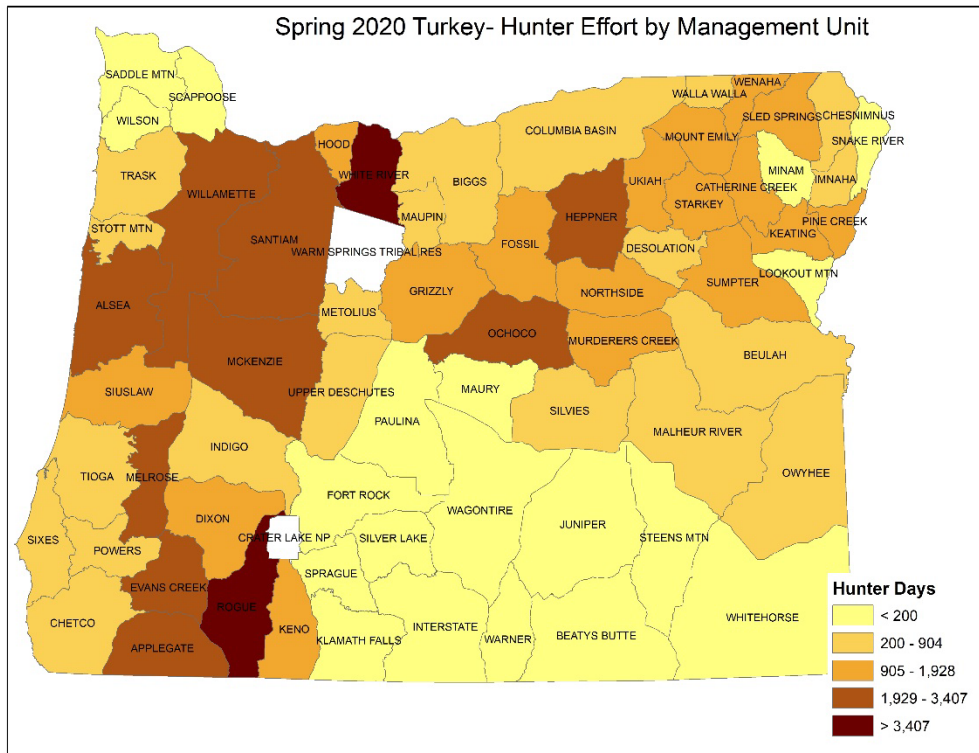 Spring 2020 Turkey- Hunter Effort by Management Unit
SADDLE MTN
SCAPPOOSE
WILSON
TRASK
WILLAMETTE
STOTT MTN
SANTIAM
ALSEA
MCKENZIE
HOOD
WHITE RIVER
WARM SPRINGS TRIBAL RES
MAUPIN
BIGGS
COLUMBIA BASIN
WALLA WALLA
WENAHA
SLED SPRINGS
CHESNIMNUS
SNAKE RIVER
MOUNT EMILY
MINAM
IMNAHA
UKIAH
CATHERINE CREEK
STARKEY
PINE CREEK
KEATING
HEPPNER
FOSSIL
DESOLATION
LOOKOUT MTN
SUMPTER
GRIZZLY
NORTHSIDE
METOLIUS
OCHOCO
MURDERERS CREEK
BEULAH
UPPER DESCHUTES
MAURY
PAULINA
SILVIES
MALHEUR RIVER
OWYHEE
SIUSLAW
INDIGO
TIOGA
MELROSE
DIXON
SIXES
POWERS
EVANS CREEK
CHETCO
APPLEGATE
ROGUE
KENO
CRATER LAKE NP
FORT ROCK
SILVER LAKE
WAGONTIRE
JUNIPER
STEENS MTN
SPRAGUE
KLAMATH FALLS
INTERSTATE
WARNER
BEATYS BUTTE
WHITEHORSE
Hunter Days
< 200
200 - 904
905 - 1,928
1,929 - 3,407
> 3,407